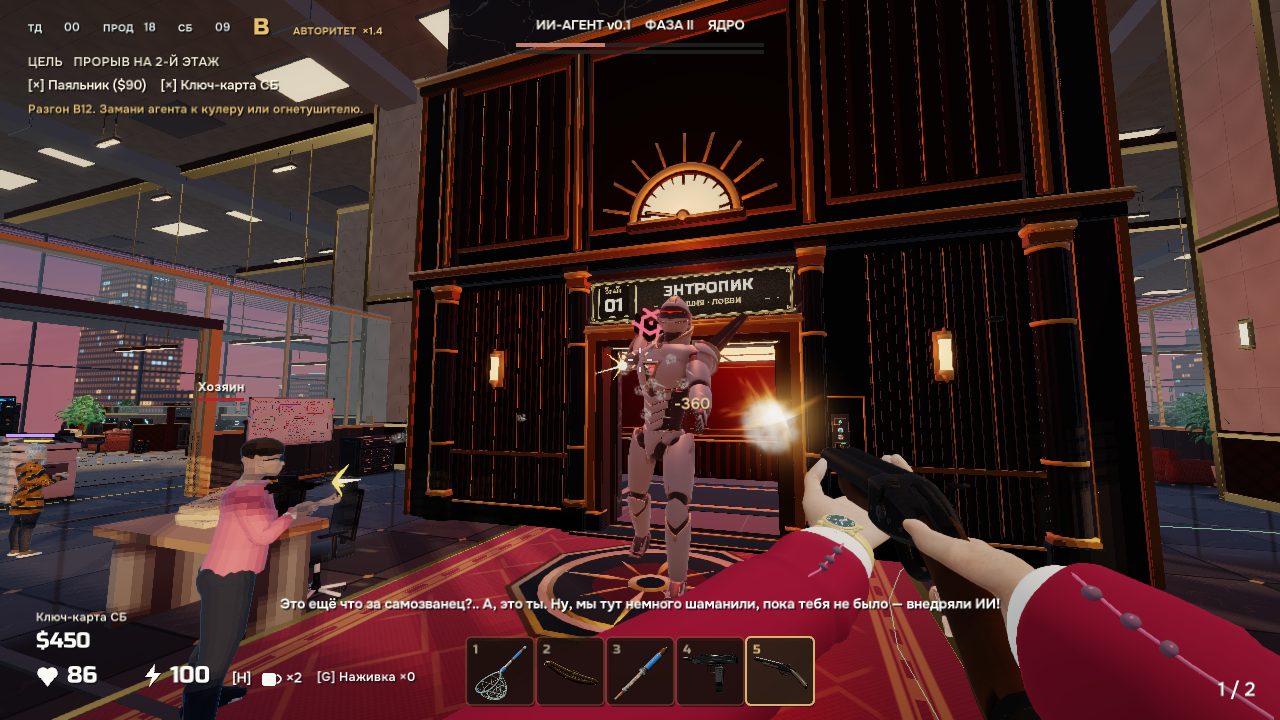 ТД 00 ПРОД 18 СБ 09 B АВТОРИТЕТ ×1.4
ИИ-АГЕНТ v0.1 ФАЗА II ЯДРО
ЦЕЛЬ ПРОРЫВ НА 2-Й ЭТАЖ
[×] Паяльник ($90) [×] Ключ-карта СБ
Разгон B12. Замани агента к кулеру или огнетушителю.
01
ЭНТРОПИК
ЛОББИ
Хозяин
-360
Это ещё что за самозванец?.. А, это ты. Ну, мы тут немного шаманили, пока тебя не было — внедряли ИИ!
Ключ-карта СБ
$450
86 100 [H] ×2 [G] Наживка ×0
1 2 3 4 5
1 / 2